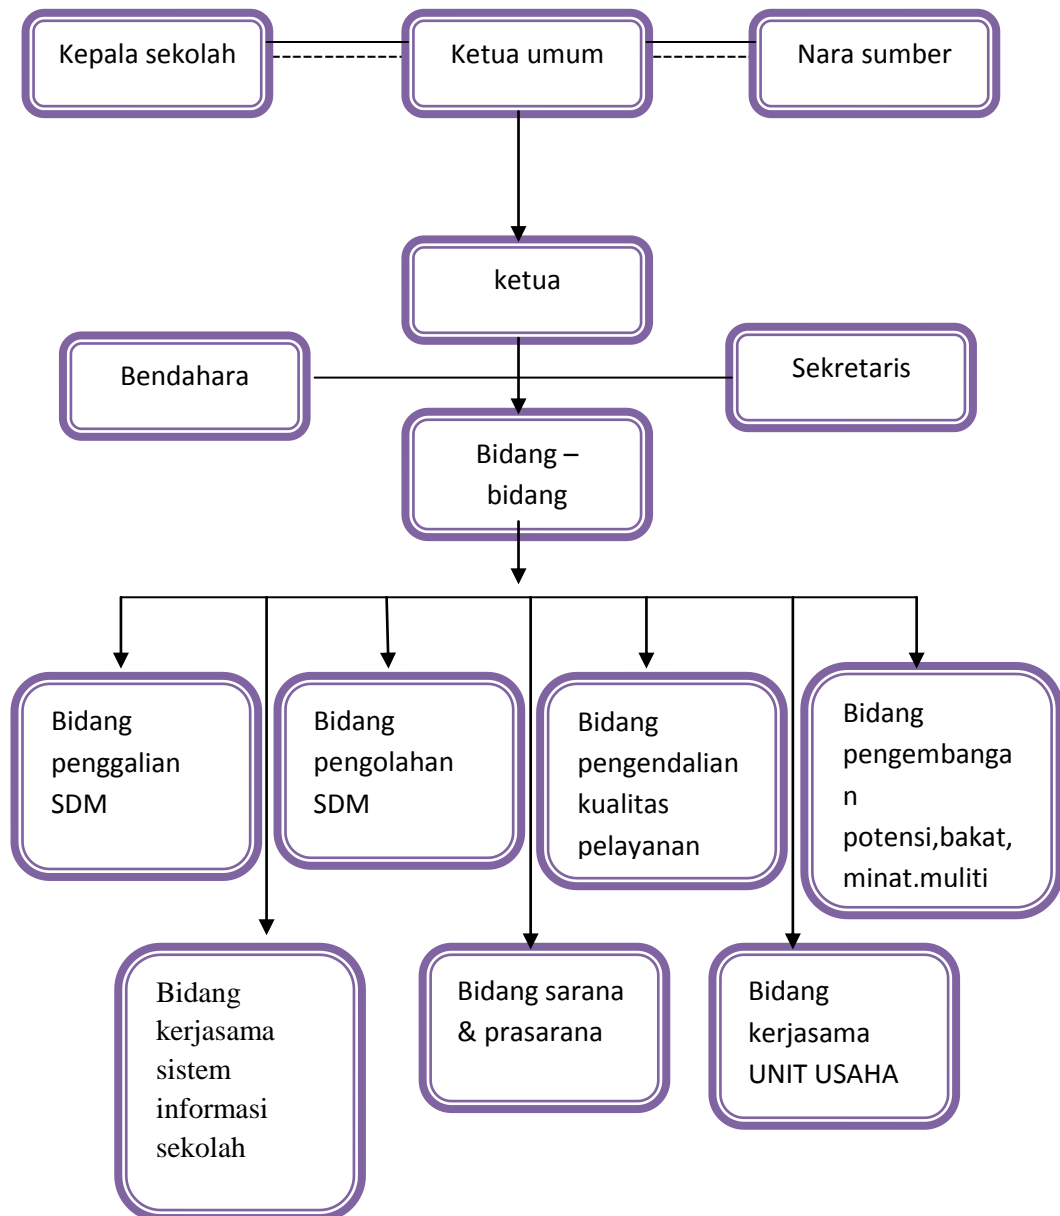 Kepala sekolah
Ketua umum
Nara sumber
ketua
Bendahara
Sekretaris
Bidang –
bidang
Bidang
penggalian
SDM
Bidang
pengolahan
SDM
Bidang
pengendalian
kualitas
pelayanan
Bidang
pengembanga
n
potensi,bakat,
minat.muliti
Bidang
kerjasama
sistem
informasi
sekolah
Bidang sarana
& prasarana
Bidang
kerjasama
UNIT USAHA